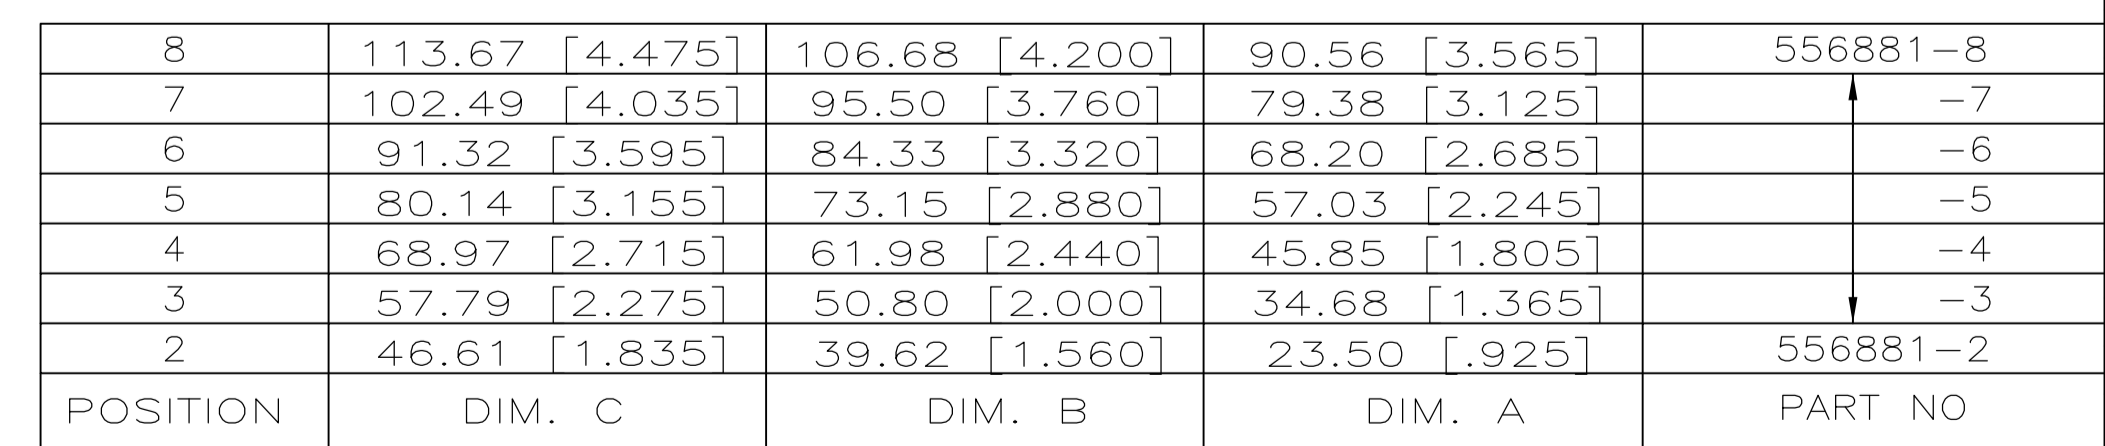 8 113.67 [4.475] 106.68 [4.200] 90.56 [3.565] 556881-8
7 102.49 [4.035] 95.50 [3.760] 79.38 [3.125] -7
6 91.32 [3.595] 84.33 [3.320] 68.20 [2.685] -6
5 80.14 [3.155] 73.15 [2.880] 57.03 [2.245] -5
4 68.97 [2.715] 61.98 [2.440] 45.85 [1.805] -4
3 57.79 [2.275] 50.80 [2.000] 34.68 [1.365] -3
2 46.61 [1.835] 39.62 [1.560] 23.50 [.925] 556881-2
POSITION DIM. C DIM. B DIM. A PART NO